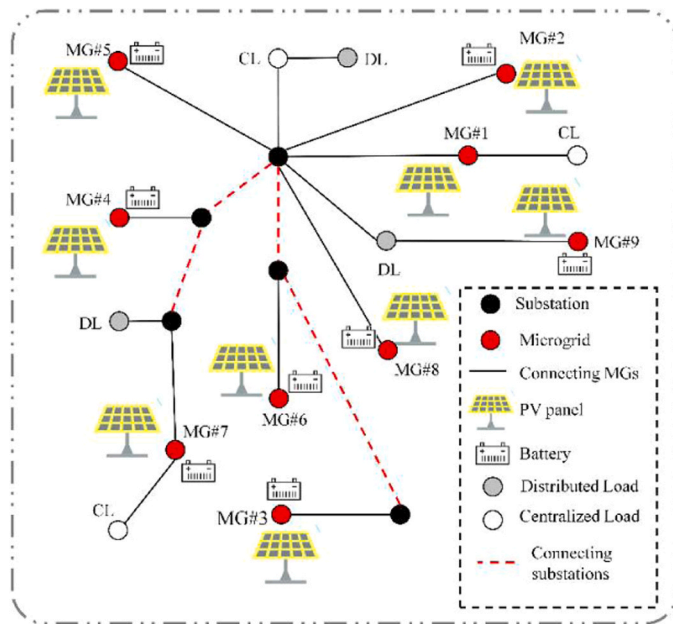 MG#5
CL
DL
MG#2
MG#1
CL
MG#4
DL
MG#9
DL
MG#8
MG#6
MG#7
CL
MG#3
Substation
Microgrid
Connecting MGs
PV panel
Battery
Distributed Load
Centralized Load
Connecting
substations